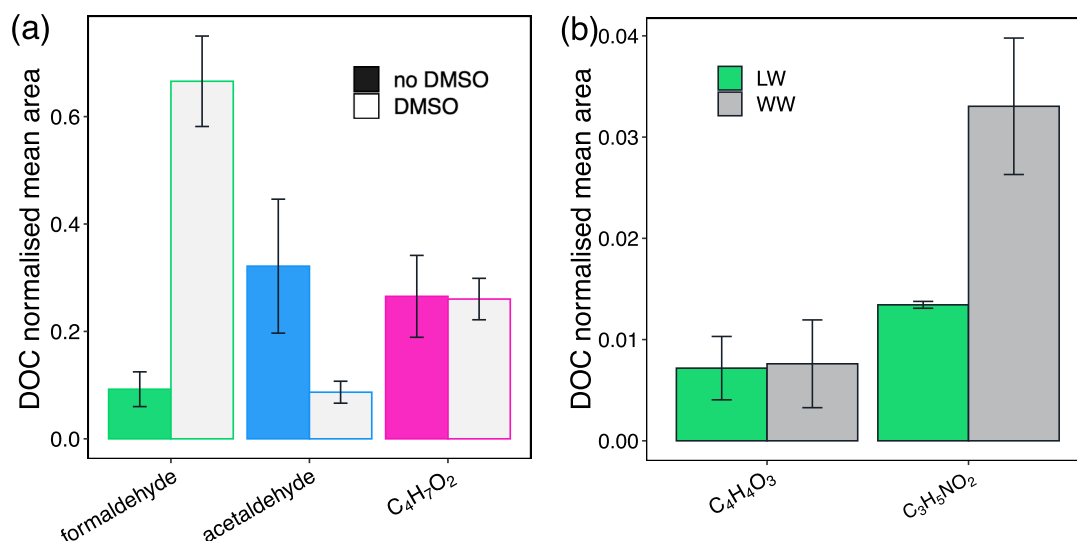 (a)
DOC normalised mean area
0.6
0.4
0.2
0.0
no DMSO
DMSO
formaldehyde
acetaldehyde
C₄H₇O₂
(b)
DOC normalised mean area
0.04
0.03
0.02
0.01
0.00
LW
WW
C₄H₄O₃
C₃H₅NO₂